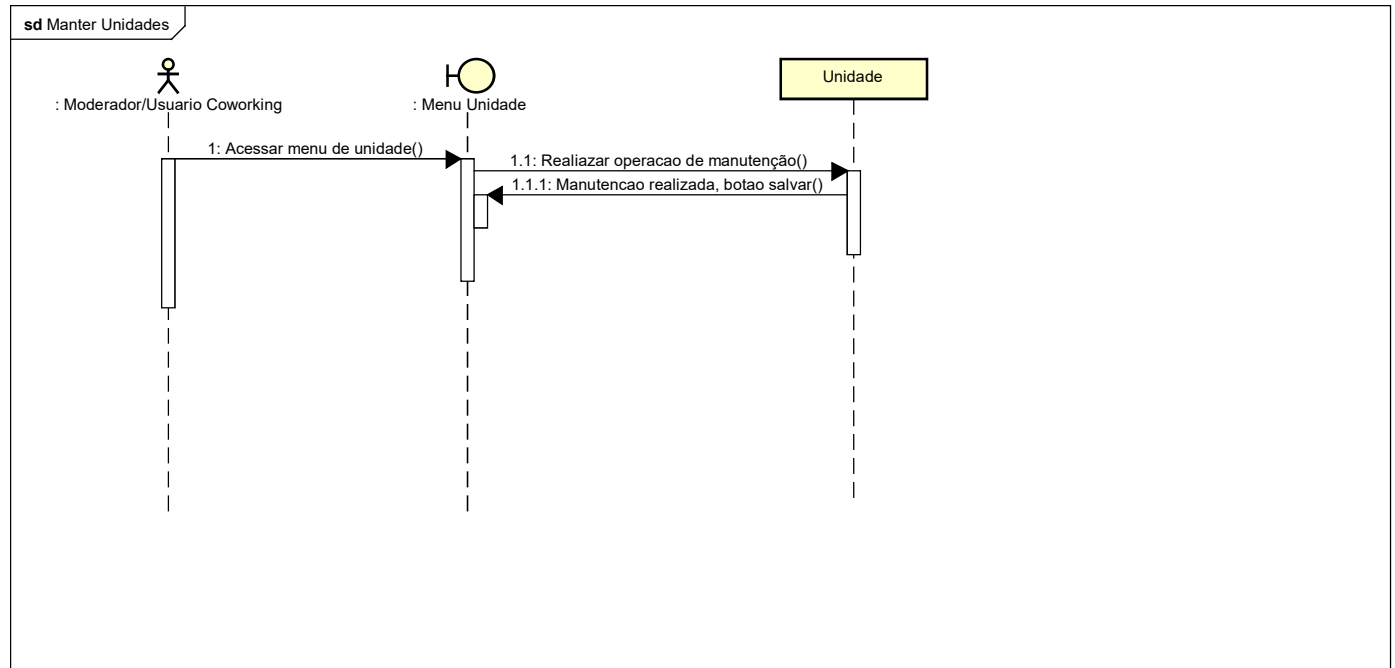 sd Manter Unidades
: Moderador/Usuario Coworking
: Menu Unidade
Unidade
1: Acessar menu de unidade()
1.1: Realiazar operacao de manutenção()
1.1.1: Manutencao realizada, botao salvar()